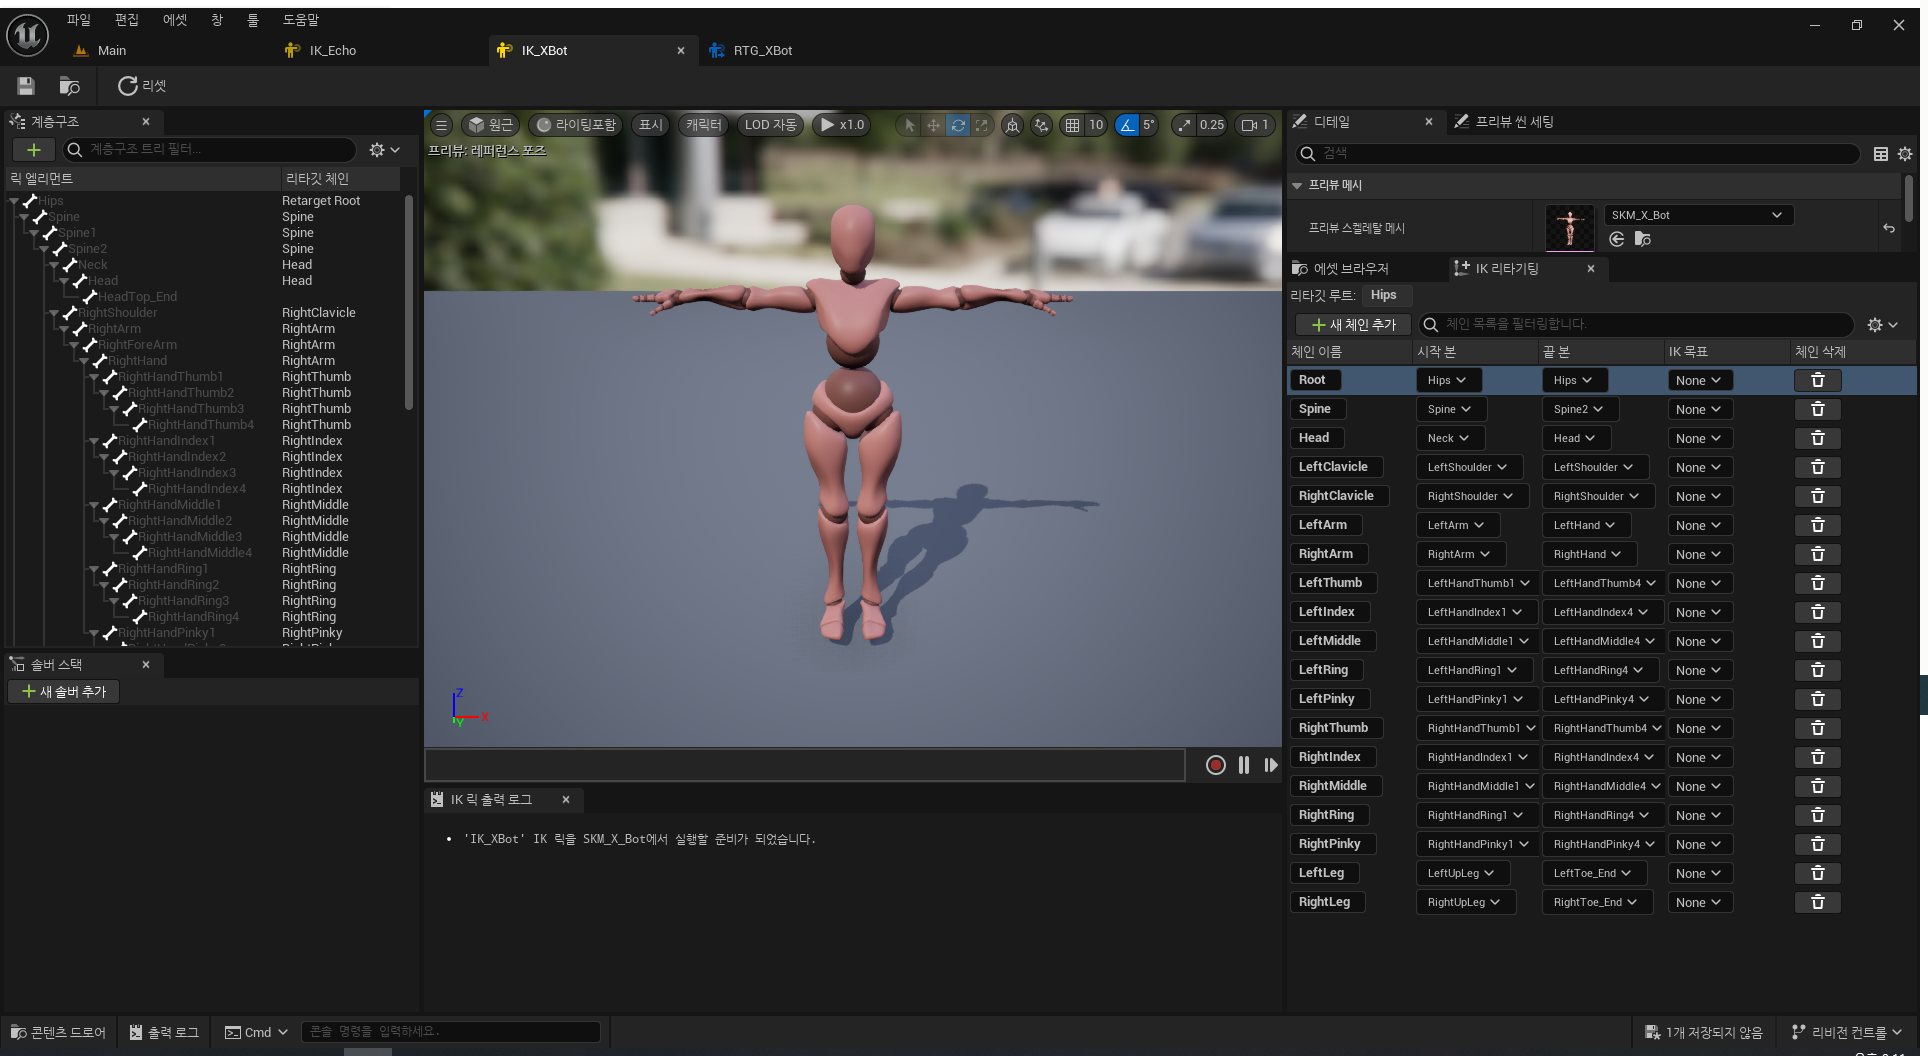 파일 편집 에셋 창 툴 도움말
Main IK_Echo IK_XBot RTG_XBot
리셋
계층구조
계층구조 트리 필터...
릭 엘리먼트 리타깃 체인
Hips Retarget Root
Spine Spine
Spine1 Spine
Spine2 Spine
Neck Head
Head Head
HeadTop_End
RightShoulder RightClavicle
RightArm RightArm
RightForeArm RightArm
RightHand RightArm
RightHandThumb1 RightThumb
RightHandThumb2 RightThumb
RightHandThumb3 RightThumb
RightHandThumb4 RightThumb
RightHandIndex1 RightIndex
RightHandIndex2 RightIndex
RightHandIndex3 RightIndex
RightHandIndex4 RightIndex
RightHandMiddle1 RightMiddle
RightHandMiddle2 RightMiddle
RightHandMiddle3 RightMiddle
RightHandMiddle4 RightMiddle
RightHandRing1 RightRing
RightHandRing2 RightRing
RightHandRing3 RightRing
RightHandRing4 RightRing
RightHandPinky1 RightPinky
솔버 스택
새 솔버 추가
원근 라이팅포함 표시 캐릭터 LOD 자동 x1.0 10 5° 0.25 1
프리뷰: 레퍼런스 포즈
Z
X
Y
IK 릭 출력 로그
• 'IK_XBot' IK 릭을 SKM_X_Bot에서 실행할 준비가 되었습니다.
디테일 프리뷰 씬 세팅
검색
프리뷰 메시
프리뷰 스켈레탈 메시 SKM_X_Bot
에셋 브라우저 IK 리타기팅
리타깃 루트: Hips
새 체인 추가 체인 목록을 필터링합니다.
체인 이름 시작 본 끝 본 IK 목표 체인 삭제
Root Hips Hips None
Spine Spine Spine2 None
Head Neck Head None
LeftClavicle LeftShoulder LeftShoulder None
RightClavicle RightShoulder RightShoulder None
LeftArm LeftArm LeftHand None
RightArm RightArm RightHand None
LeftThumb LeftHandThumb1 LeftHandThumb4 None
LeftIndex LeftHandIndex1 LeftHandIndex4 None
LeftMiddle LeftHandMiddle1 LeftHandMiddle4 None
LeftRing LeftHandRing1 LeftHandRing4 None
LeftPinky LeftHandPinky1 LeftHandPinky4 None
RightThumb RightHandThumb1 RightHandThumb4 None
RightIndex RightHandIndex1 RightHandIndex4 None
RightMiddle RightHandMiddle1 RightHandMiddle4 None
RightRing RightHandRing1 RightHandRing4 None
RightPinky RightHandPinky1 RightHandPinky4 None
LeftLeg LeftUpLeg LeftToe_End None
RightLeg RightUpLeg RightToe_End None
콘텐츠 드로어 출력 로그 Cmd 콘솔 명령을 입력하세요. 1개 저장되지 않음 리비전 컨트롤